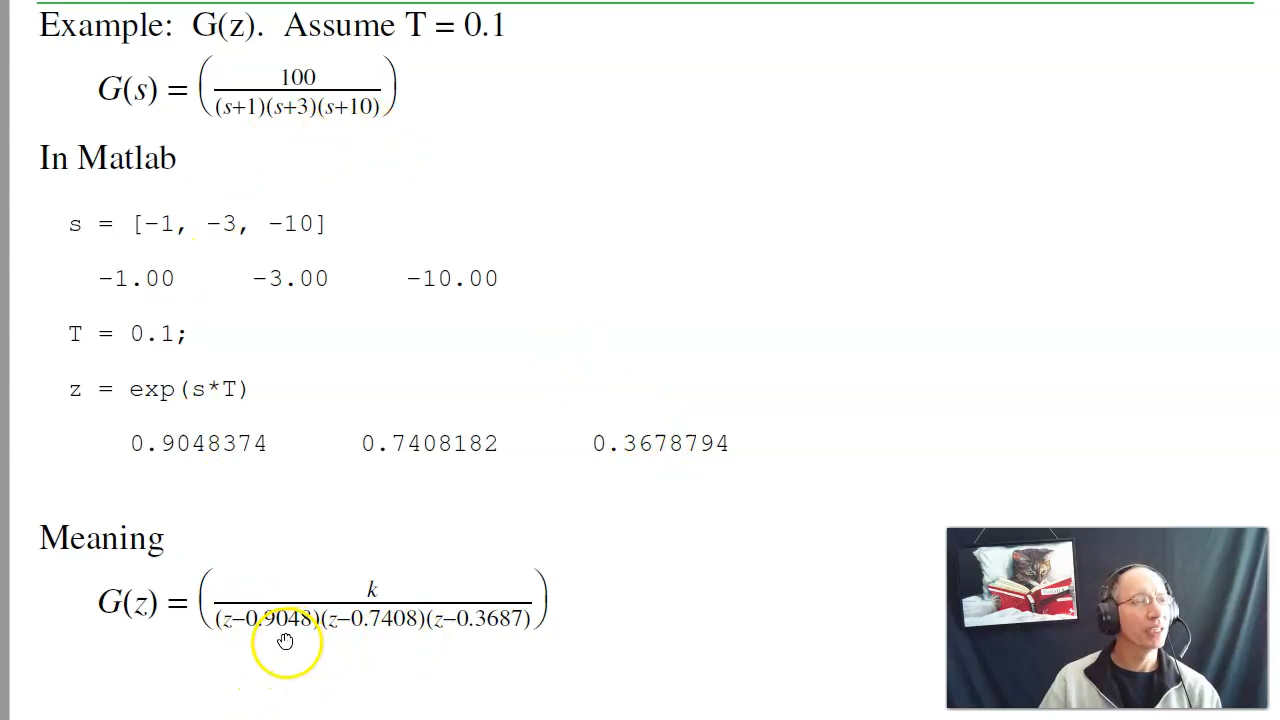 Example:  G(z).  Assume T = 0.1
G(s) = (100 / (s+1)(s+3)(s+10))
In Matlab
s = [-1, -3, -10]
-1.00 -3.00 -10.00
T = 0.1;
z = exp(s*T)
0.9048374 0.7408182 0.3678794
Meaning
G(z) = (k / (z−0.9048)(z−0.7408)(z−0.3687))